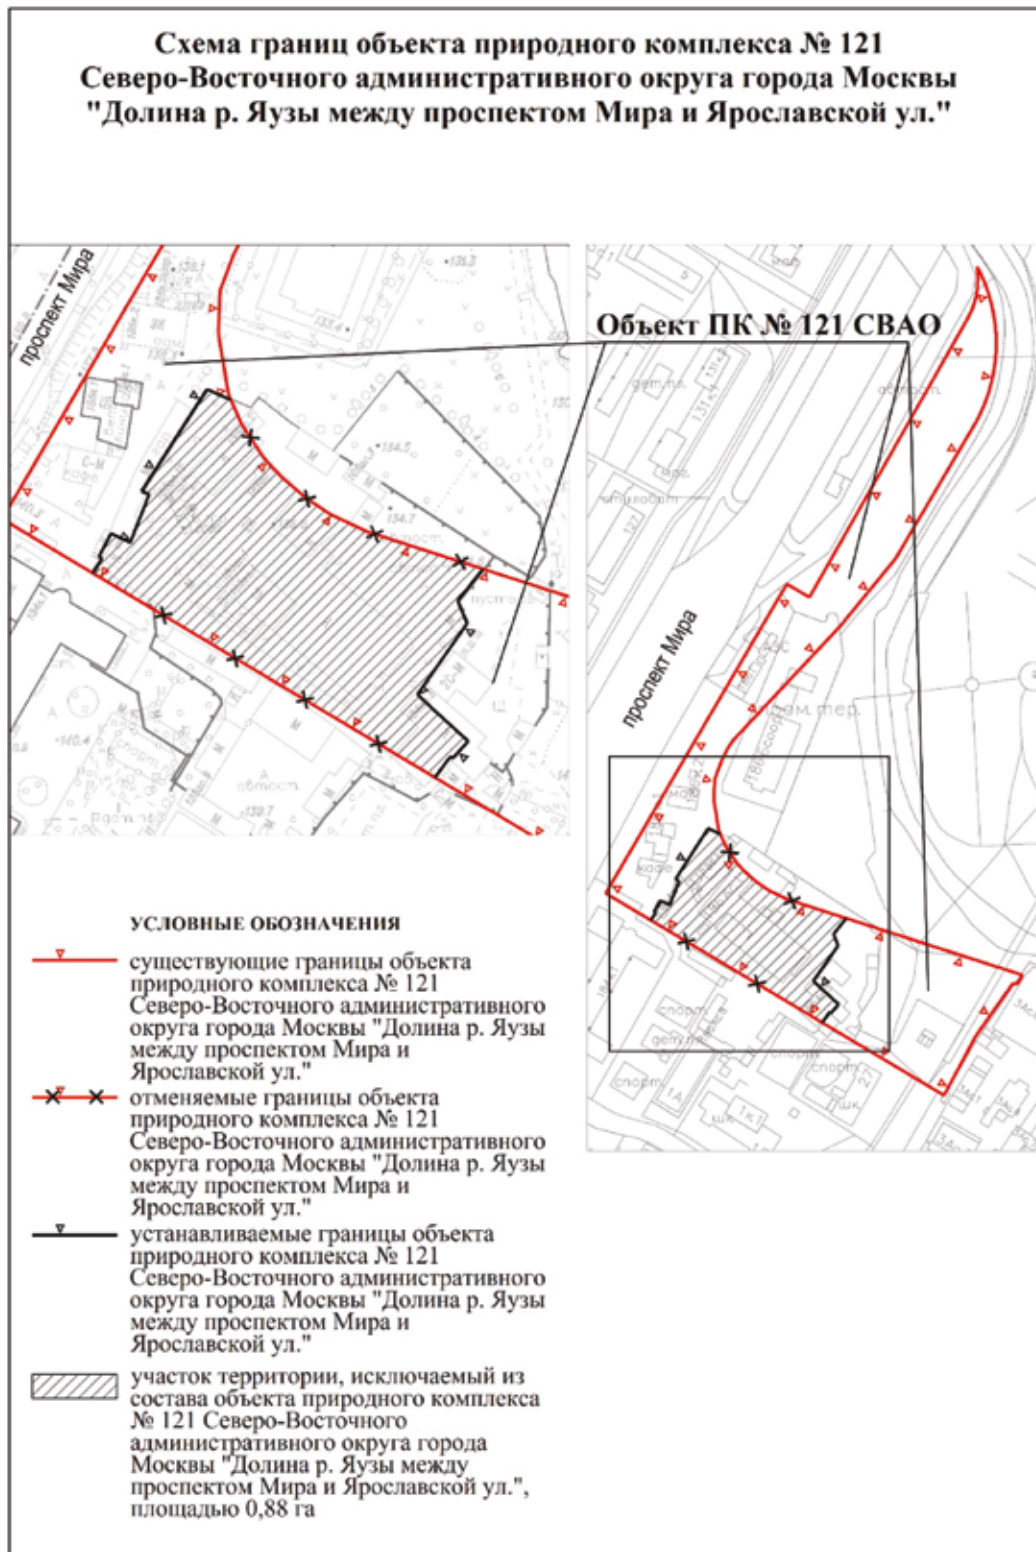 Схема границ объекта природного комплекса № 121
Северо-Восточного административного округа города Москвы
"Долина р. Яузы между проспектом Мира и Ярославской ул."
проспект Мира
Объект ПК № 121 СВАО
проспект Мира
УСЛОВНЫЕ ОБОЗНАЧЕНИЯ
существующие границы объекта
природного комплекса № 121
Северо-Восточного административного
округа города Москвы "Долина р. Яузы
между проспектом Мира и
Ярославской ул."
отменяемые границы объекта
природного комплекса № 121
Северо-Восточного административного
округа города Москвы "Долина р. Яузы
между проспектом Мира и
Ярославской ул."
устанавливаемые границы объекта
природного комплекса № 121
Северо-Восточного административного
округа города Москвы "Долина р. Яузы
между проспектом Мира и
Ярославской ул."
участок территории, исключаемый из
состава объекта природного комплекса
№ 121 Северо-Восточного
административного округа города
Москвы "Долина р. Яузы между
проспектом Мира и Ярославской ул.",
площадью 0,88 га